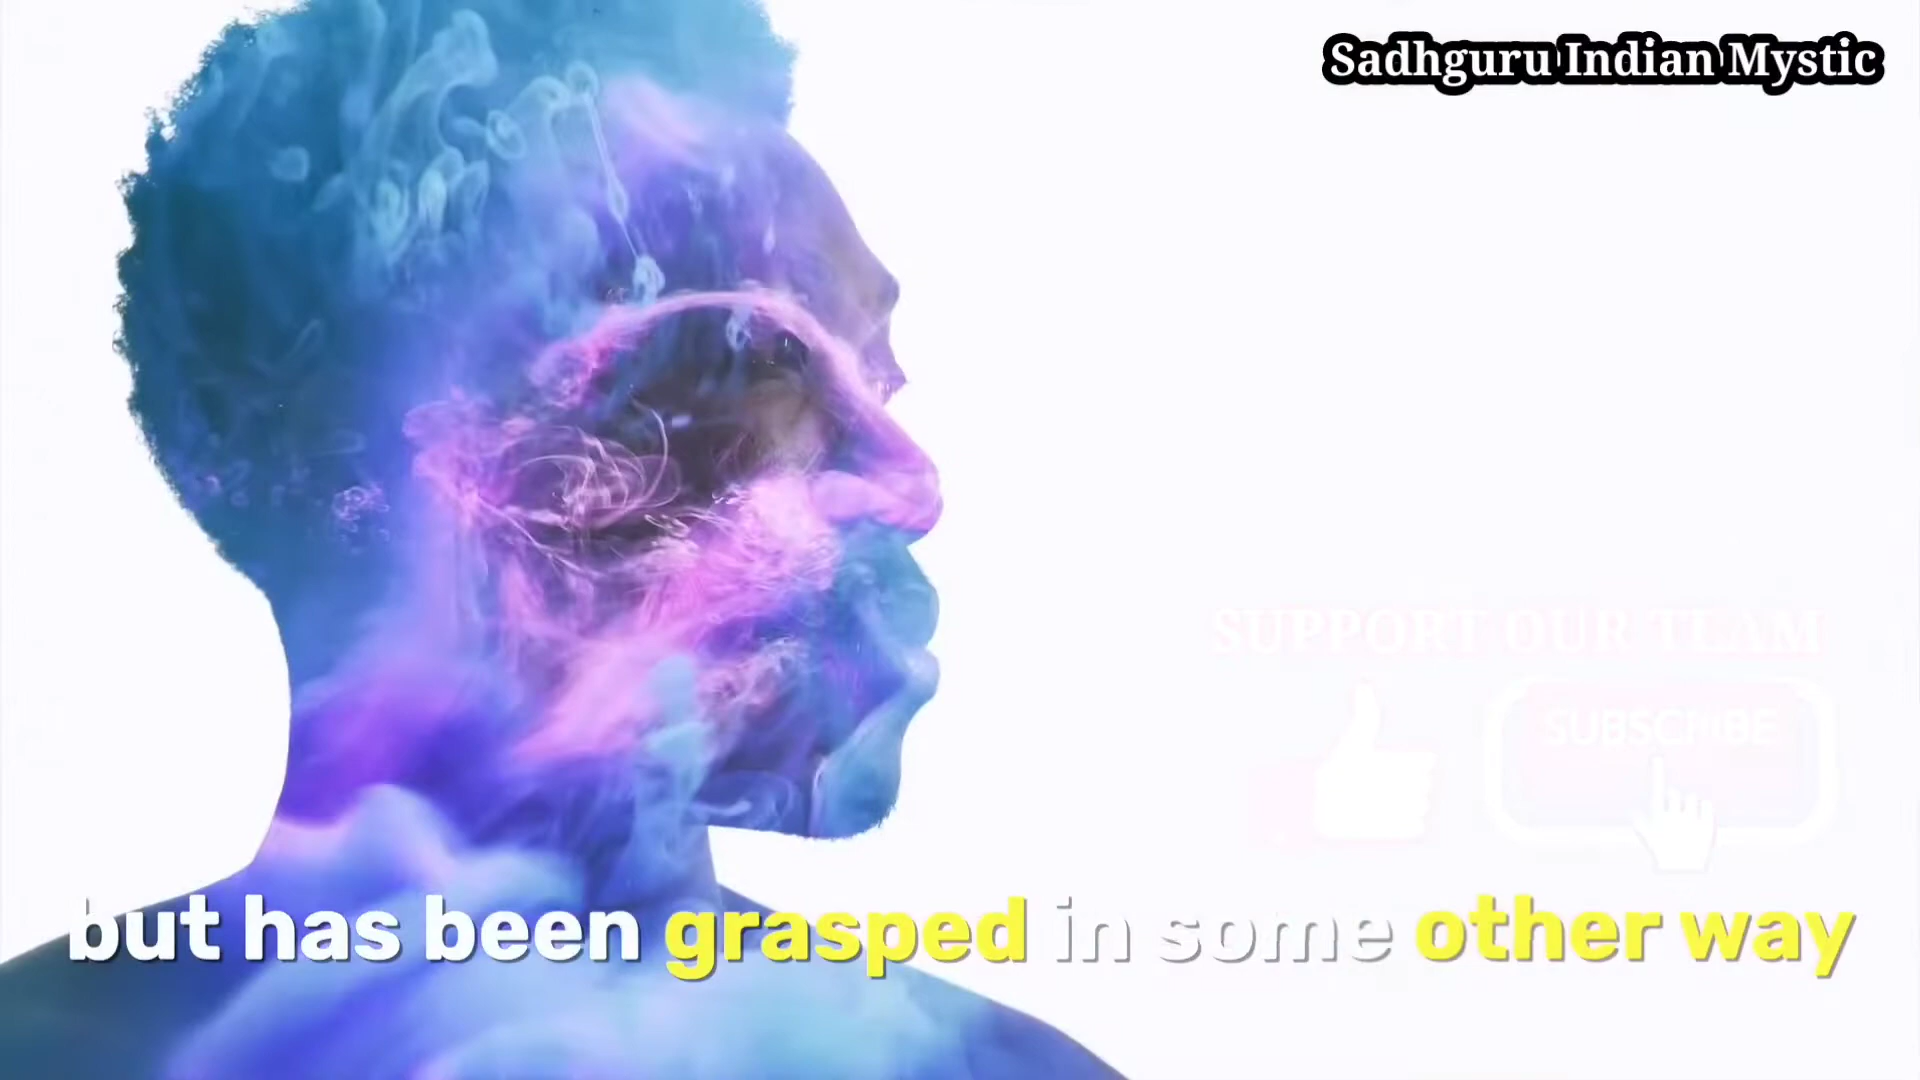 Sadhguru Indian Mystic
SUPPORT OUR TEAM
SUBSCRIBE
but has been grasped in some other way